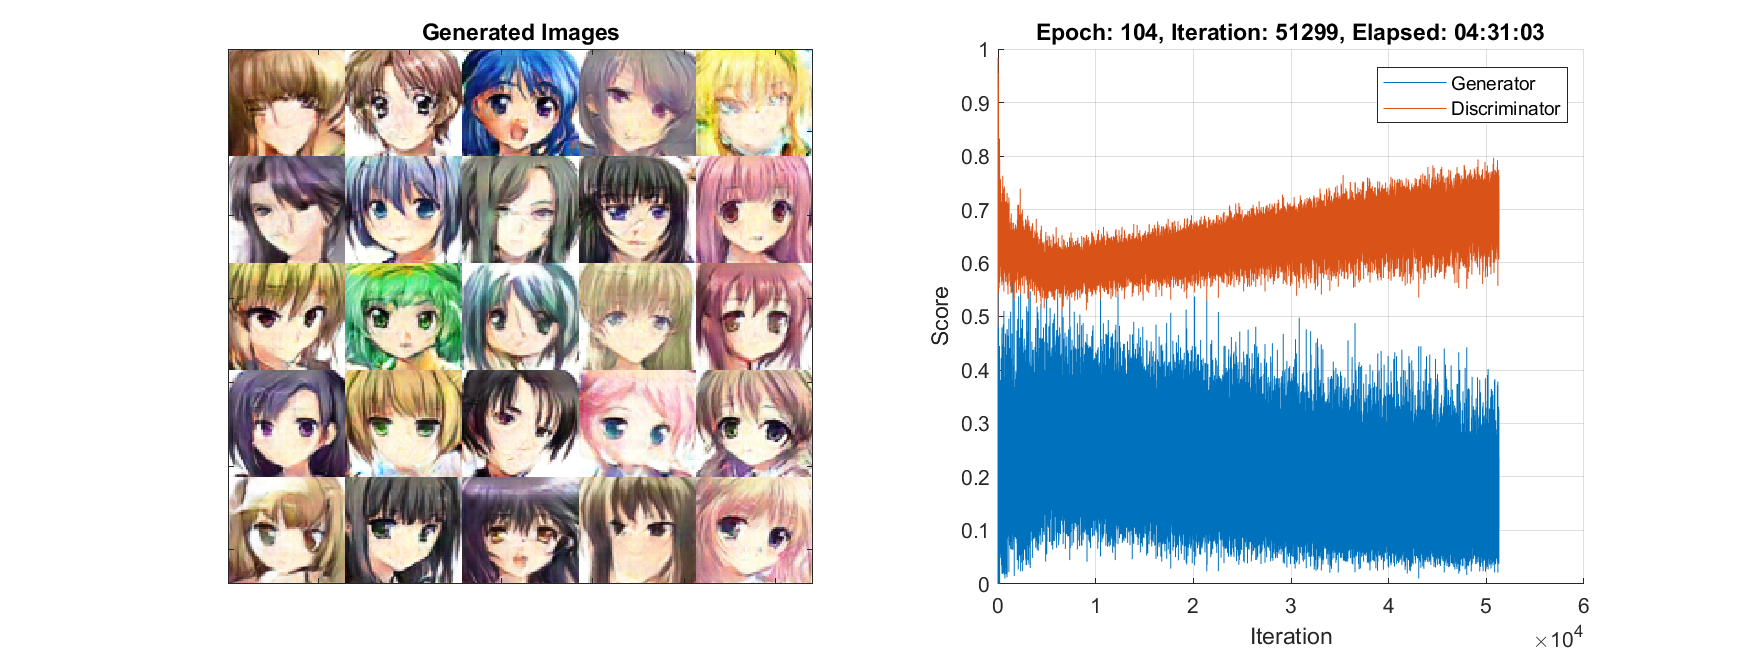 Generated Images
Epoch: 104, Iteration: 51299, Elapsed: 04:31:03
Generator
Discriminator
1
0.9
0.8
0.7
0.6
0.5
0.4
0.3
0.2
0.1
0
Score
0 1 2 3 4 5 6
Iteration
×10⁴